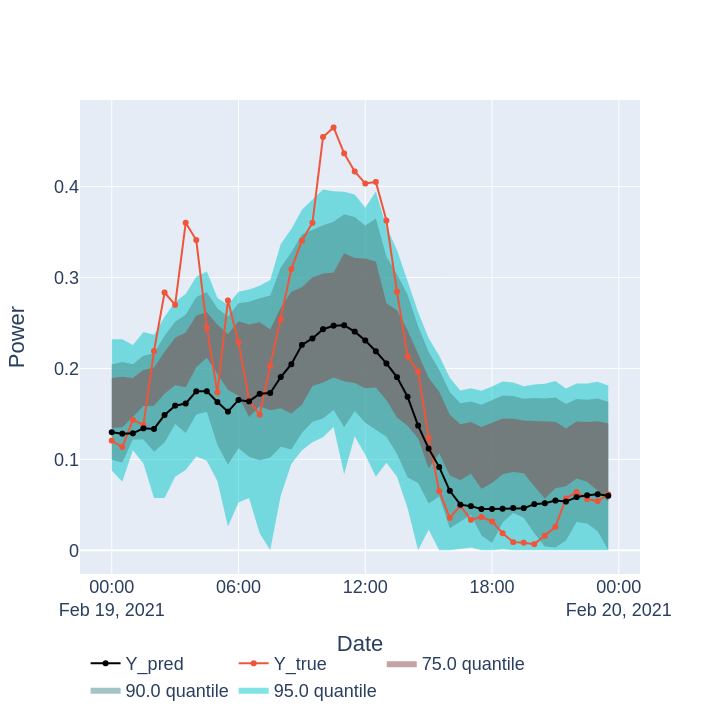 Power
0.4
0.3
0.2
0.1
0
00:00 06:00 12:00 18:00 00:00
Feb 19, 2021 Feb 20, 2021
Date
Y_pred Y_true 75.0 quantile
90.0 quantile 95.0 quantile